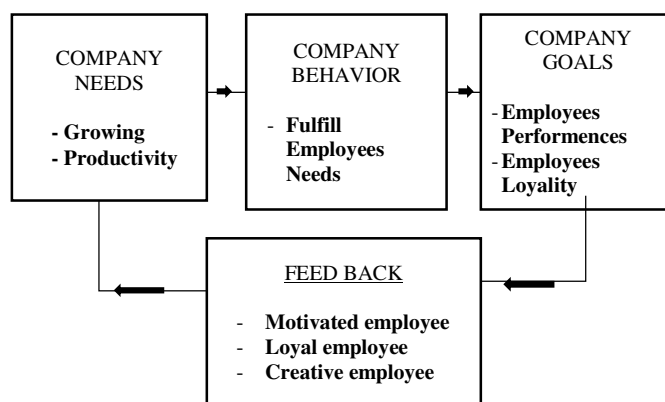 COMPANY
NEEDS
- Growing
- Productivity
COMPANY
BEHAVIOR
- Fulfill
Employees
Needs
COMPANY
GOALS
- Employees
Performences
- Employees
Loyality
FEED BACK
- Motivated employee
- Loyal employee
- Creative employee